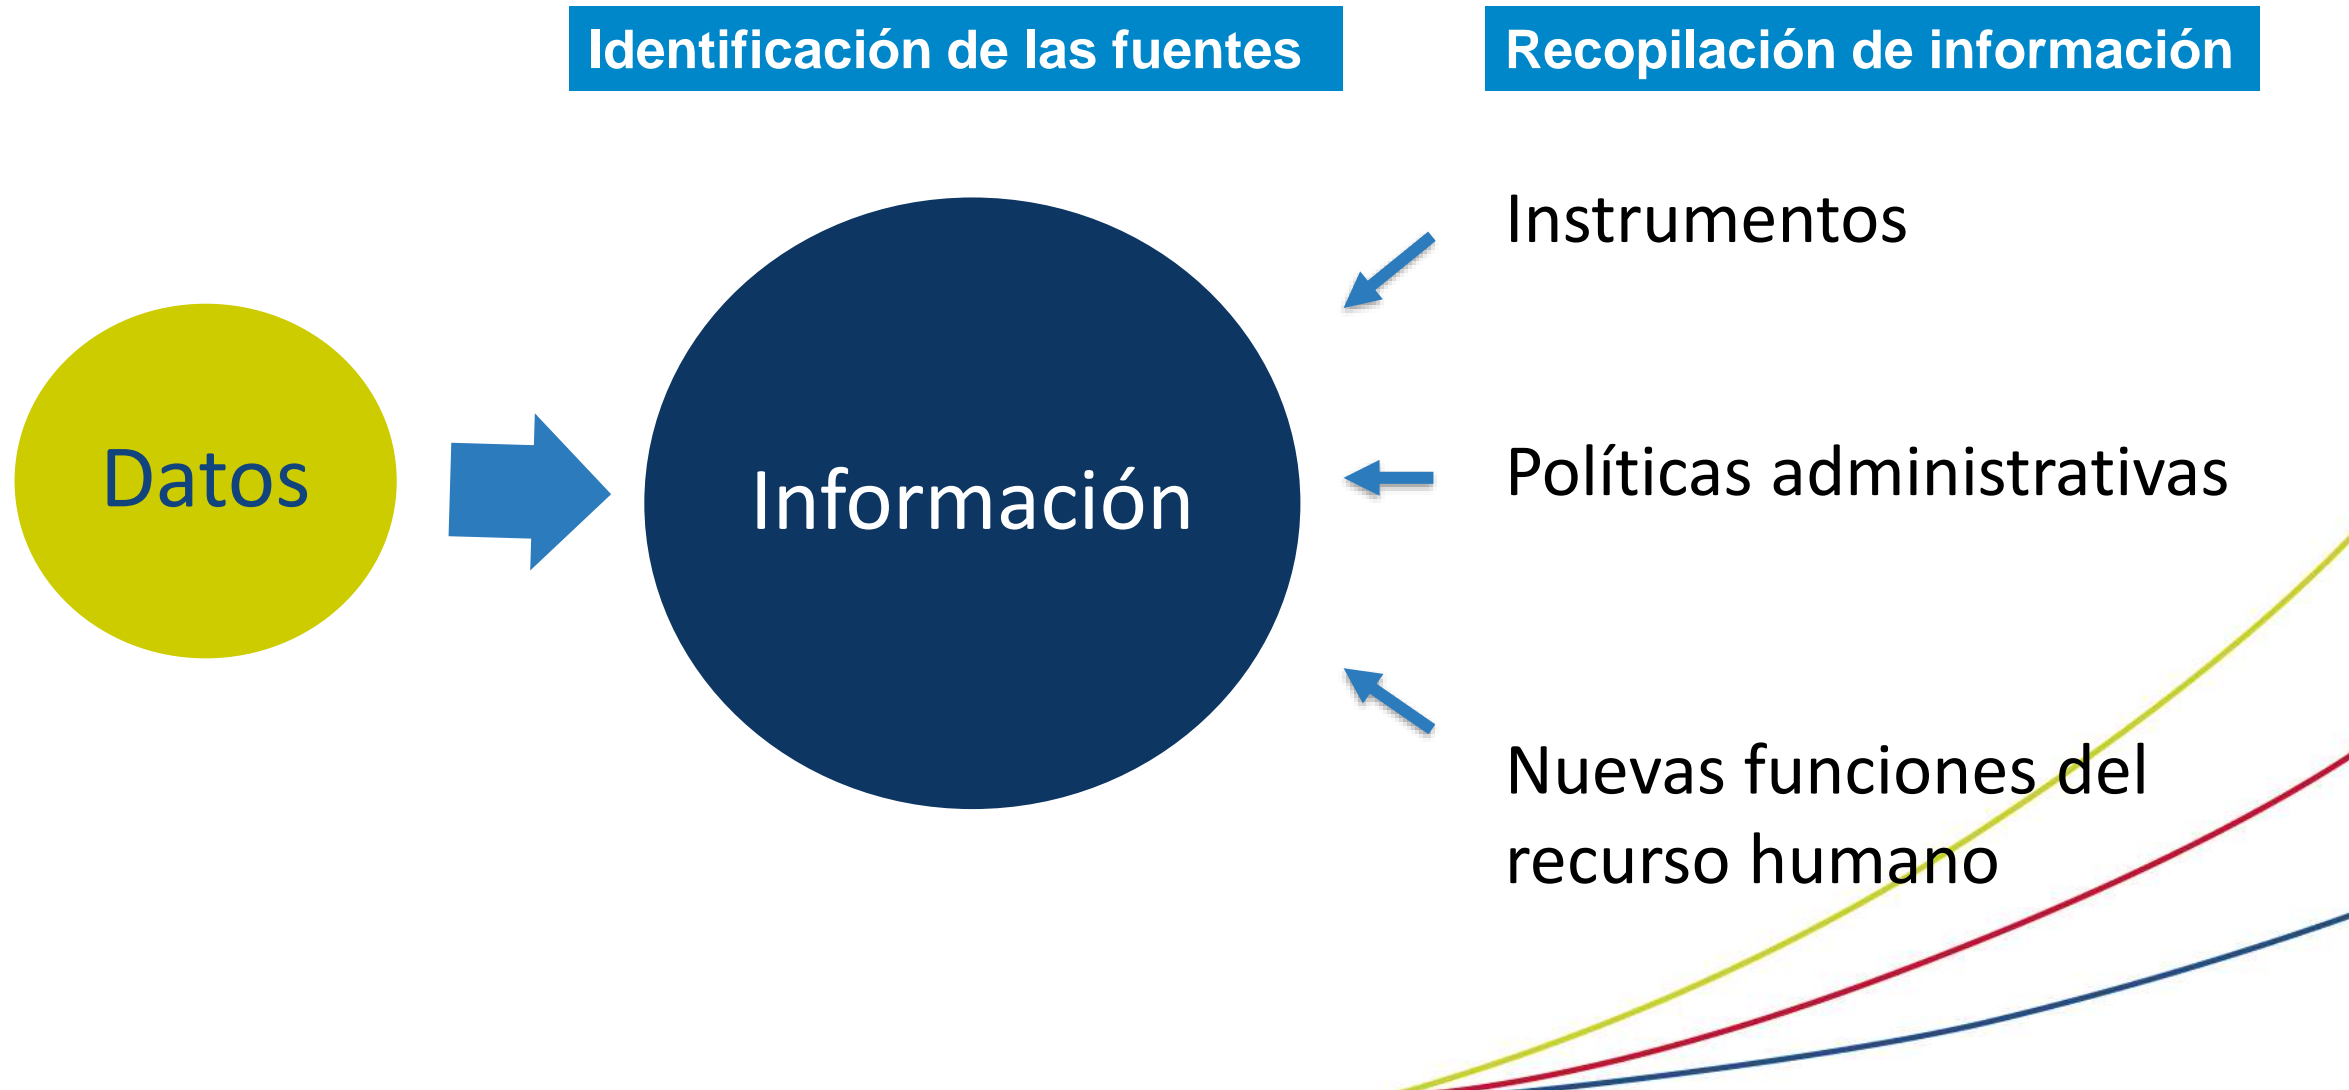 Identificación de las fuentes
Recopilación de información
Datos
Información
Instrumentos
Políticas administrativas
Nuevas funciones del
recurso humano